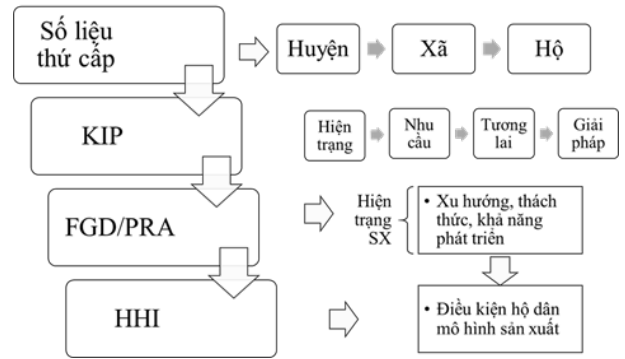 Số liệu
thứ cấp
Huyện
Xã
Hộ
KIP
Hiện
trạng
Nhu
cầu
Tương
lai
Giải
pháp
FGD/PRA
Hiện
trạng
SX
• Xu hướng, thách
thức, khả năng
phát triển
HHI
• Điều kiện hộ dân
mô hình sản xuất